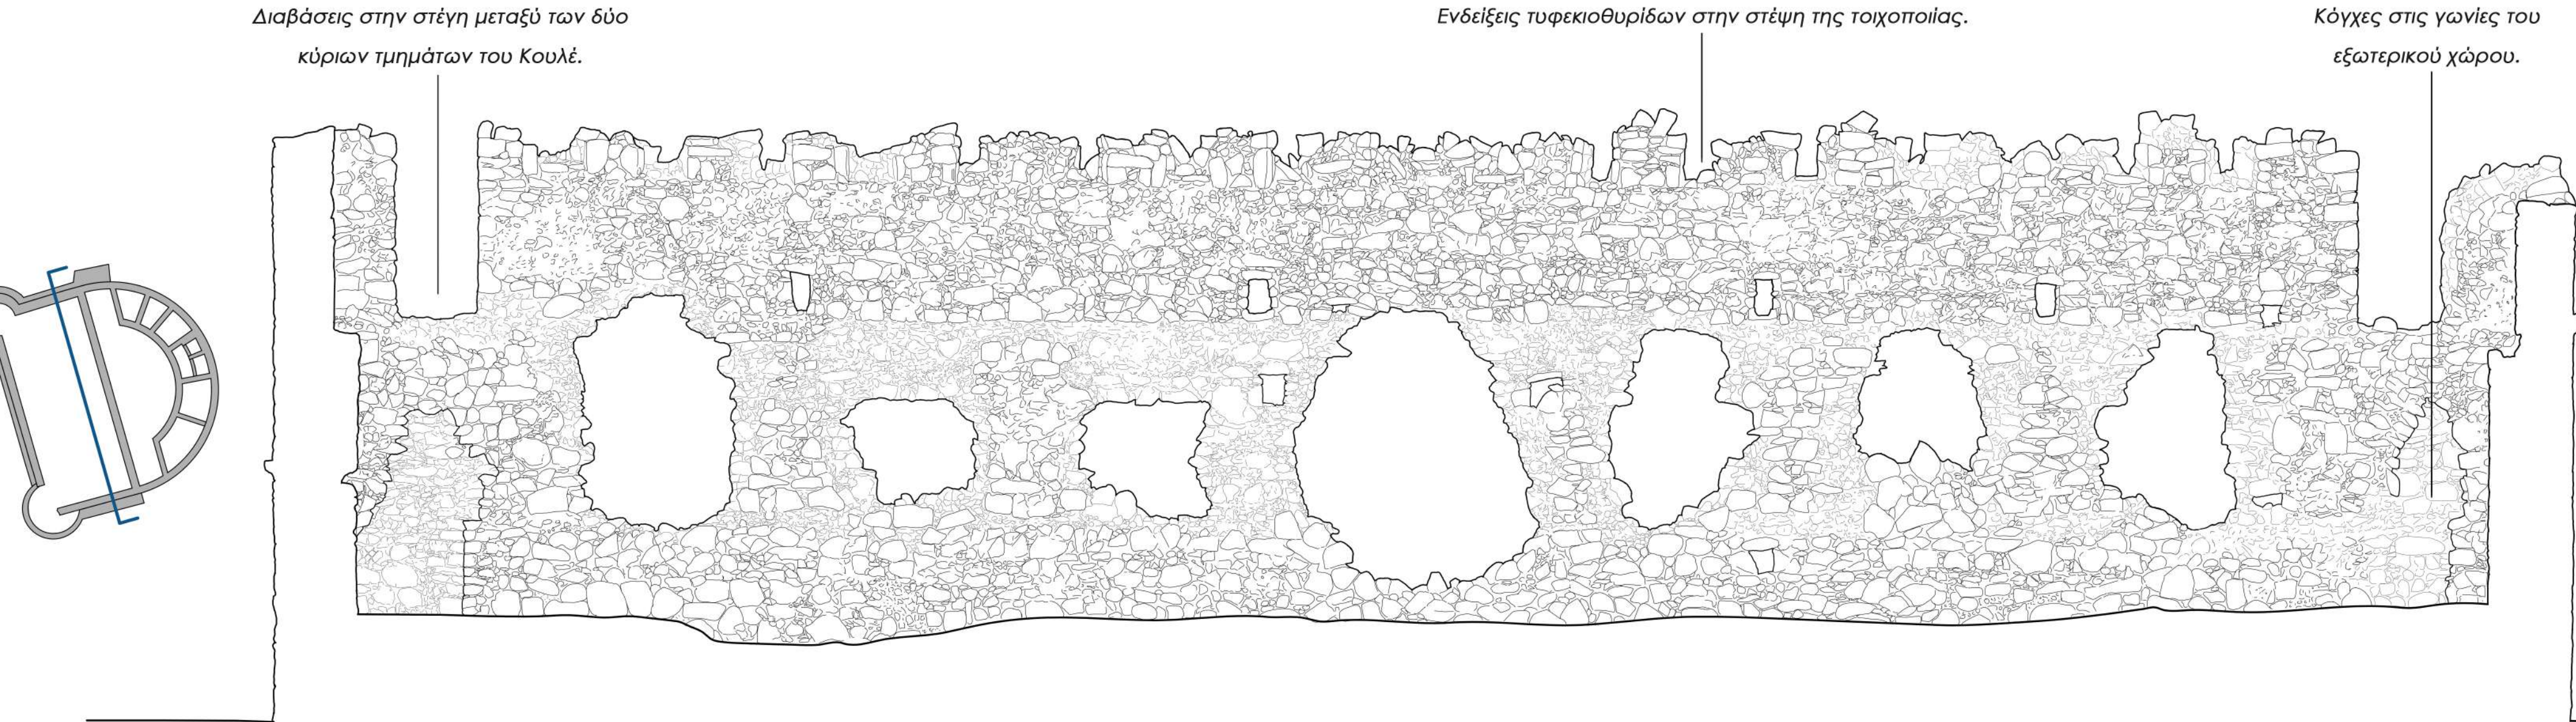 Διαβάσεις στην στέγη μεταξύ των δύο
κύριων τμημάτων του Κουλέ.
Ενδείξεις τυφεκιοθυρίδων στην στέψη της τοιχοποιίας.
Κόγχες στις γωνίες του
εξωτερικού χώρου.